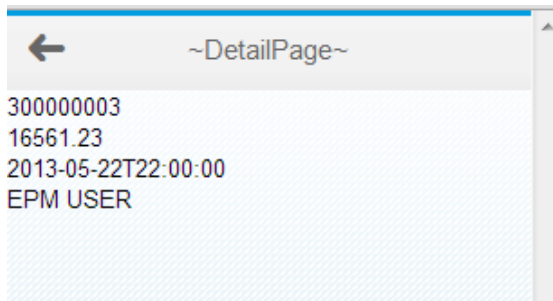 ~DetailPage~
300000003
16561.23
2013-05-22T22:00:00
EPM USER